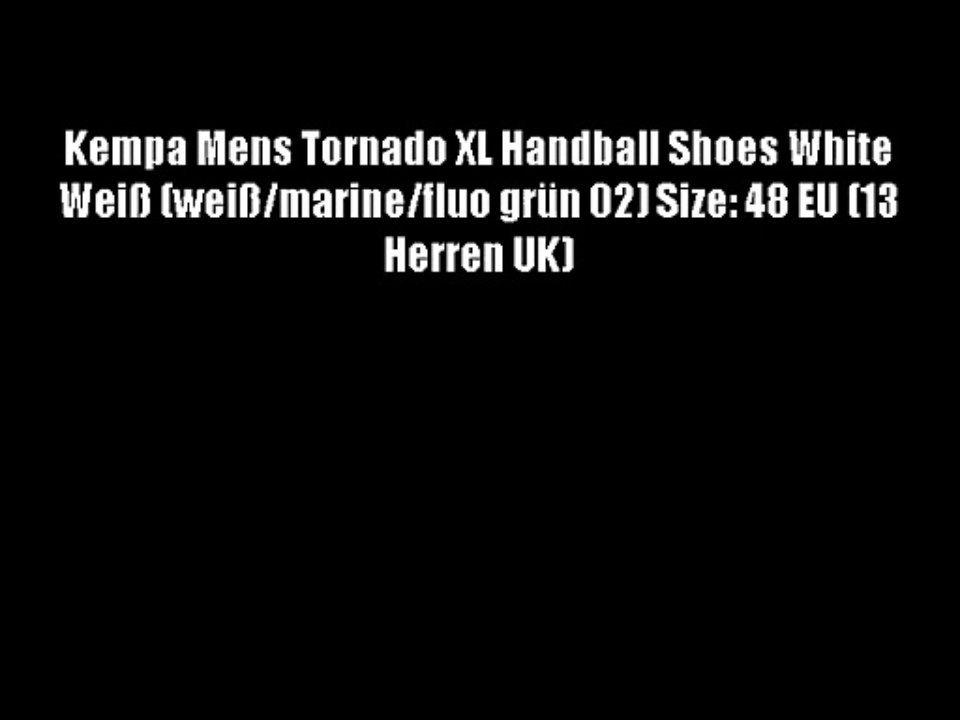 Kempa Mens Tornado XL Handball Shoes White
Weiß (weiß/marine/fluo grün 02) Size: 48 EU (13
Herren UK)